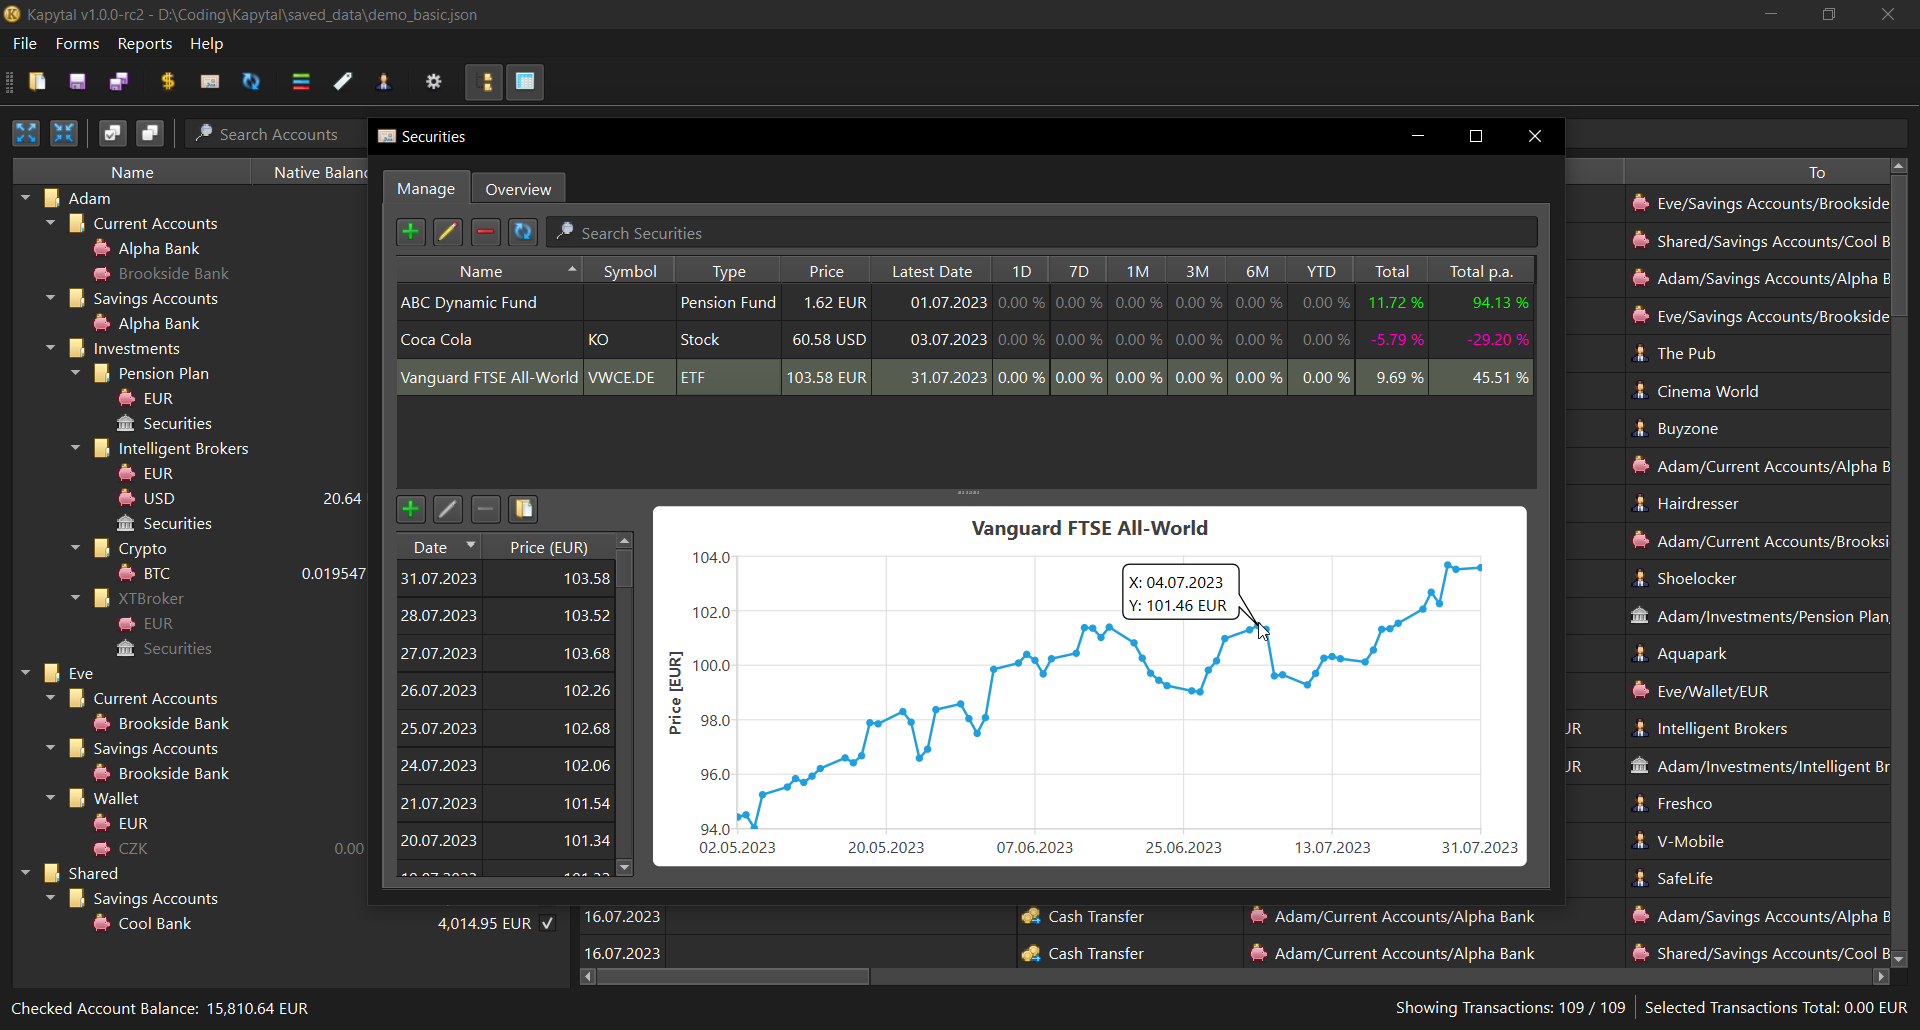 Kapytal v1.0.0-rc2 - D:\Coding\Kapytal\saved_data\demo_basic.json
File Forms Reports Help
Search Accounts
Name Native
Adam
Current Accounts
Alpha Bank
Brookside Bank
Savings Accounts
Alpha Bank
Investments
Pension Plan
EUR
Securities
Intelligent Brokers
EUR
USD 20.64
Securities
Crypto
BTC 0.019547
XTBroker
EUR
Securities
Eve
Current Accounts
Brookside Bank
Savings Accounts
Brookside Bank
Wallet
EUR
CZK 0.00
Shared
Savings Accounts
Cool Bank 4,014.95 EUR
Securities
Manage Overview
Search Securities
Name Symbol Type Price Latest Date 1D 7D 1M 3M 6M YTD Total Total p.a.
ABC Dynamic Fund Pension Fund 1.62 EUR 01.07.2023 0.00 % 0.00 % 0.00 % 0.00 % 0.00 % 0.00 % 11.72 % 94.13 %
Coca Cola KO Stock 60.58 USD 03.07.2023 0.00 % 0.00 % 0.00 % 0.00 % 0.00 % 0.00 % -5.79 % -29.20 %
Vanguard FTSE All-World VWCE.DE ETF 103.58 EUR 31.07.2023 0.00 % 0.00 % 0.00 % 0.00 % 0.00 % 0.00 % 9.69 % 45.51 %
Date Price (EUR)
31.07.2023 103.58
28.07.2023 103.52
27.07.2023 103.68
26.07.2023 102.26
25.07.2023 102.68
24.07.2023 102.06
21.07.2023 101.54
20.07.2023 101.34
Vanguard FTSE All-World
Price [EUR]
104.0
102.0
100.0
98.0
96.0
94.0
X: 04.07.2023
Y: 101.46 EUR
02.05.2023 20.05.2023 07.06.2023 25.06.2023 13.07.2023 31.07.2023
To
Eve/Savings Accounts/Brookside
Shared/Savings Accounts/Cool B
Adam/Savings Accounts/Alpha B
Eve/Savings Accounts/Brookside
The Pub
Cinema World
Buyzone
Adam/Current Accounts/Alpha B
Hairdresser
Adam/Current Accounts/Brooksi
Shoelocker
Adam/Investments/Pension Plan
Aquapark
Eve/Wallet/EUR
UR Intelligent Brokers
UR Adam/Investments/Intelligent Br
Freshco
V-Mobile
SafeLife
16.07.2023 Cash Transfer Adam/Current Accounts/Alpha Bank Adam/Savings Accounts/Alpha B
16.07.2023 Cash Transfer Adam/Current Accounts/Alpha Bank Shared/Savings Accounts/Cool B
Checked Account Balance: 15,810.64 EUR
Showing Transactions: 109 / 109 Selected Transactions Total: 0.00 EUR